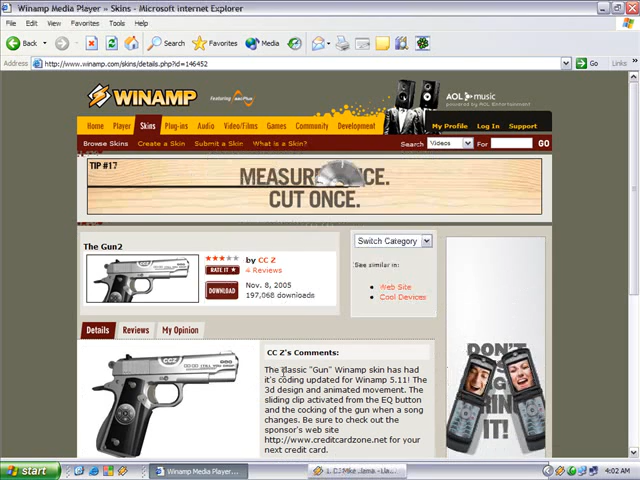 Winamp Media Player » Skins - Microsoft Internet Explorer
File Edit View Favorites Tools Help
Back Search Favorites Media
Address http://www.winamp.com/skins/details.php?id=146452 Go Links
WINAMP Featuring AOL music
powered by AOL Entertainment
Home Player Skins Plug-ins Audio Video/Films Games Community Development My Profile Log In Support
Browse Skins Create a Skin Submit a Skin What is a Skin? Search Videos For GO
TIP #17
MEASURE CE.
CUT ONCE.
The Gun2
by CC Z
RATE IT 4 Reviews
DOWNLOAD Nov. 8, 2005
197,068 downloads
Switch Category
See similar in:
Web Site
Cool Devices
Details Reviews My Opinion
CC Z's Comments:
The classic "Gun" Winamp skin has had
it's coding updated for Winamp 5.11! The
3d design and animated movement. The
sliding clip activated from the EQ button
and the cocking of the gun when a song
changes. Be sure to check out the
sponsor's web site
http://www.creditcardzone.net for your
next credit card.
DON'T
IT!
start Winamp Media Player... 4:02 AM